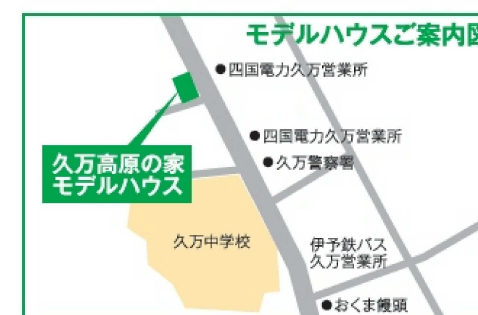 モデルハウスご案内図
●四国電力久万営業所
●四国電力久万営業所
●久万警察署
久万高原の家
モデルハウス
久万中学校
伊予鉄バス
久万営業所
●おくま饅頭